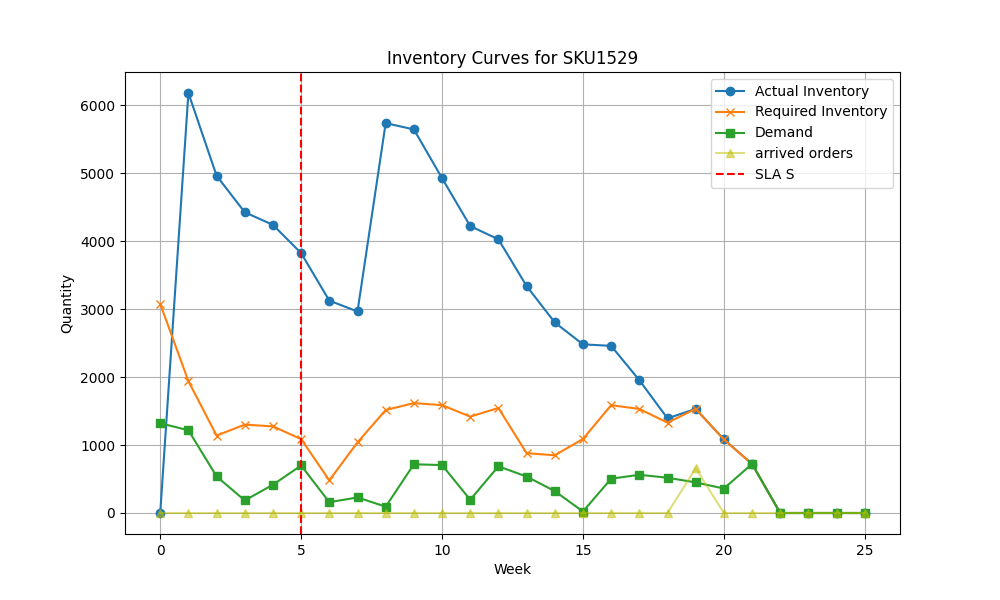 Inventory Curves for SKU1529
Actual Inventory
Required Inventory
Demand
arrived orders
SLA S
Quantity
6000
5000
4000
3000
2000
1000
0
0 5 10 15 20 25
Week